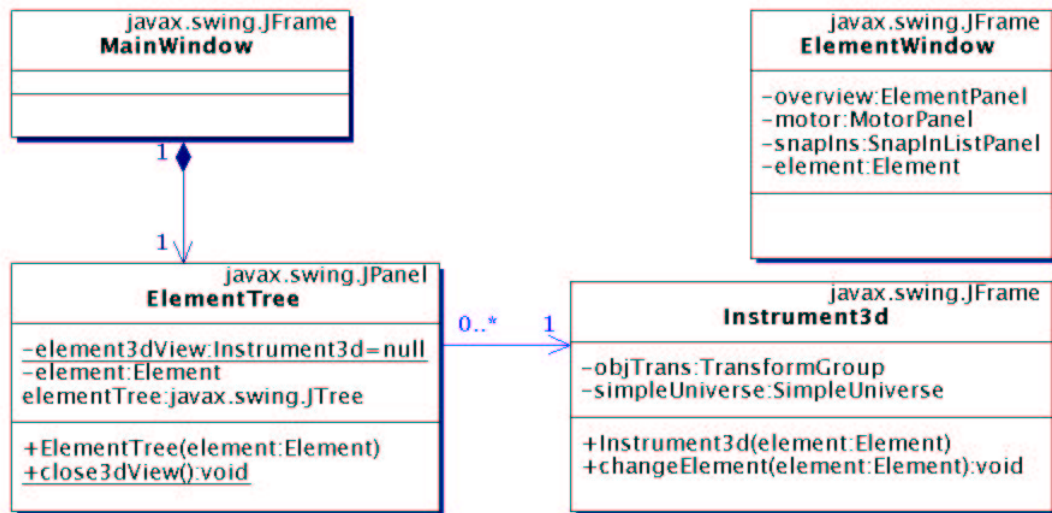 javax.swing.JFrame
MainWindow
1
1
javax.swing.JFrame
ElementWindow
-overview:ElementPanel
-motor:MotorPanel
-snapIns:SnapInListPanel
-element:Element
javax.swing.JPanel
ElementTree
-element3dView:Instrument3d=null
-element:Element
elementTree:javax.swing.JTree
+ElementTree(element:Element)
+close3dView():void
0..* 1
javax.swing.JFrame
Instrument3d
-objTrans:TransformGroup
-simpleUniverse:SimpleUniverse
+Instrument3d(element:Element)
+changeElement(element:Element):void